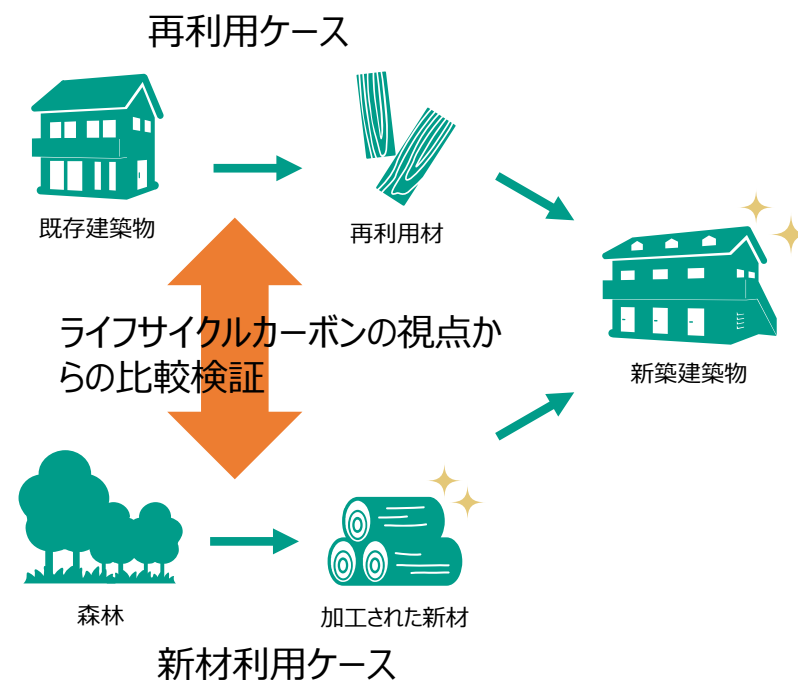 再利用ケース
既存建築物
再利用材
ライフサイクルカーボンの視点か
らの比較検証
新築建築物
森林
加工された新材
新材利用ケース